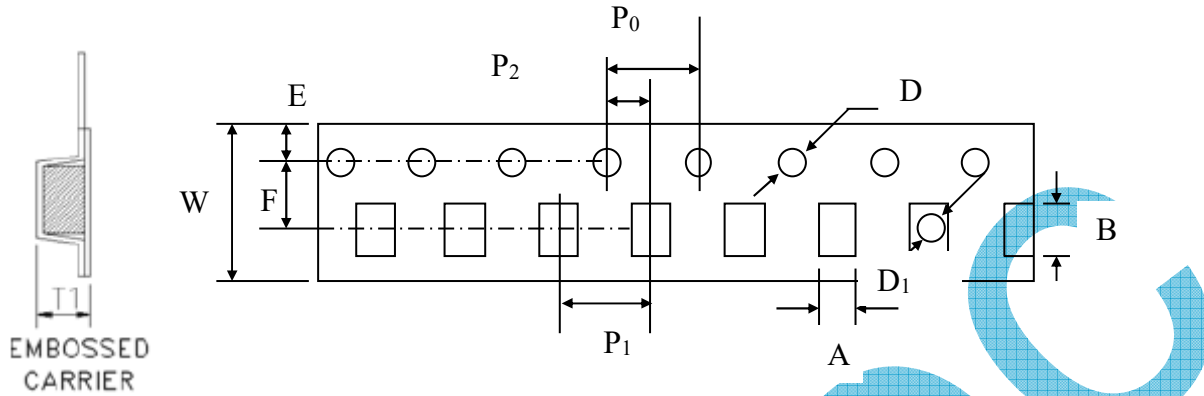 P₀
P₂
E
D
W
F
B
D₁
T1
P₁
A
EMBOSSED
CARRIER